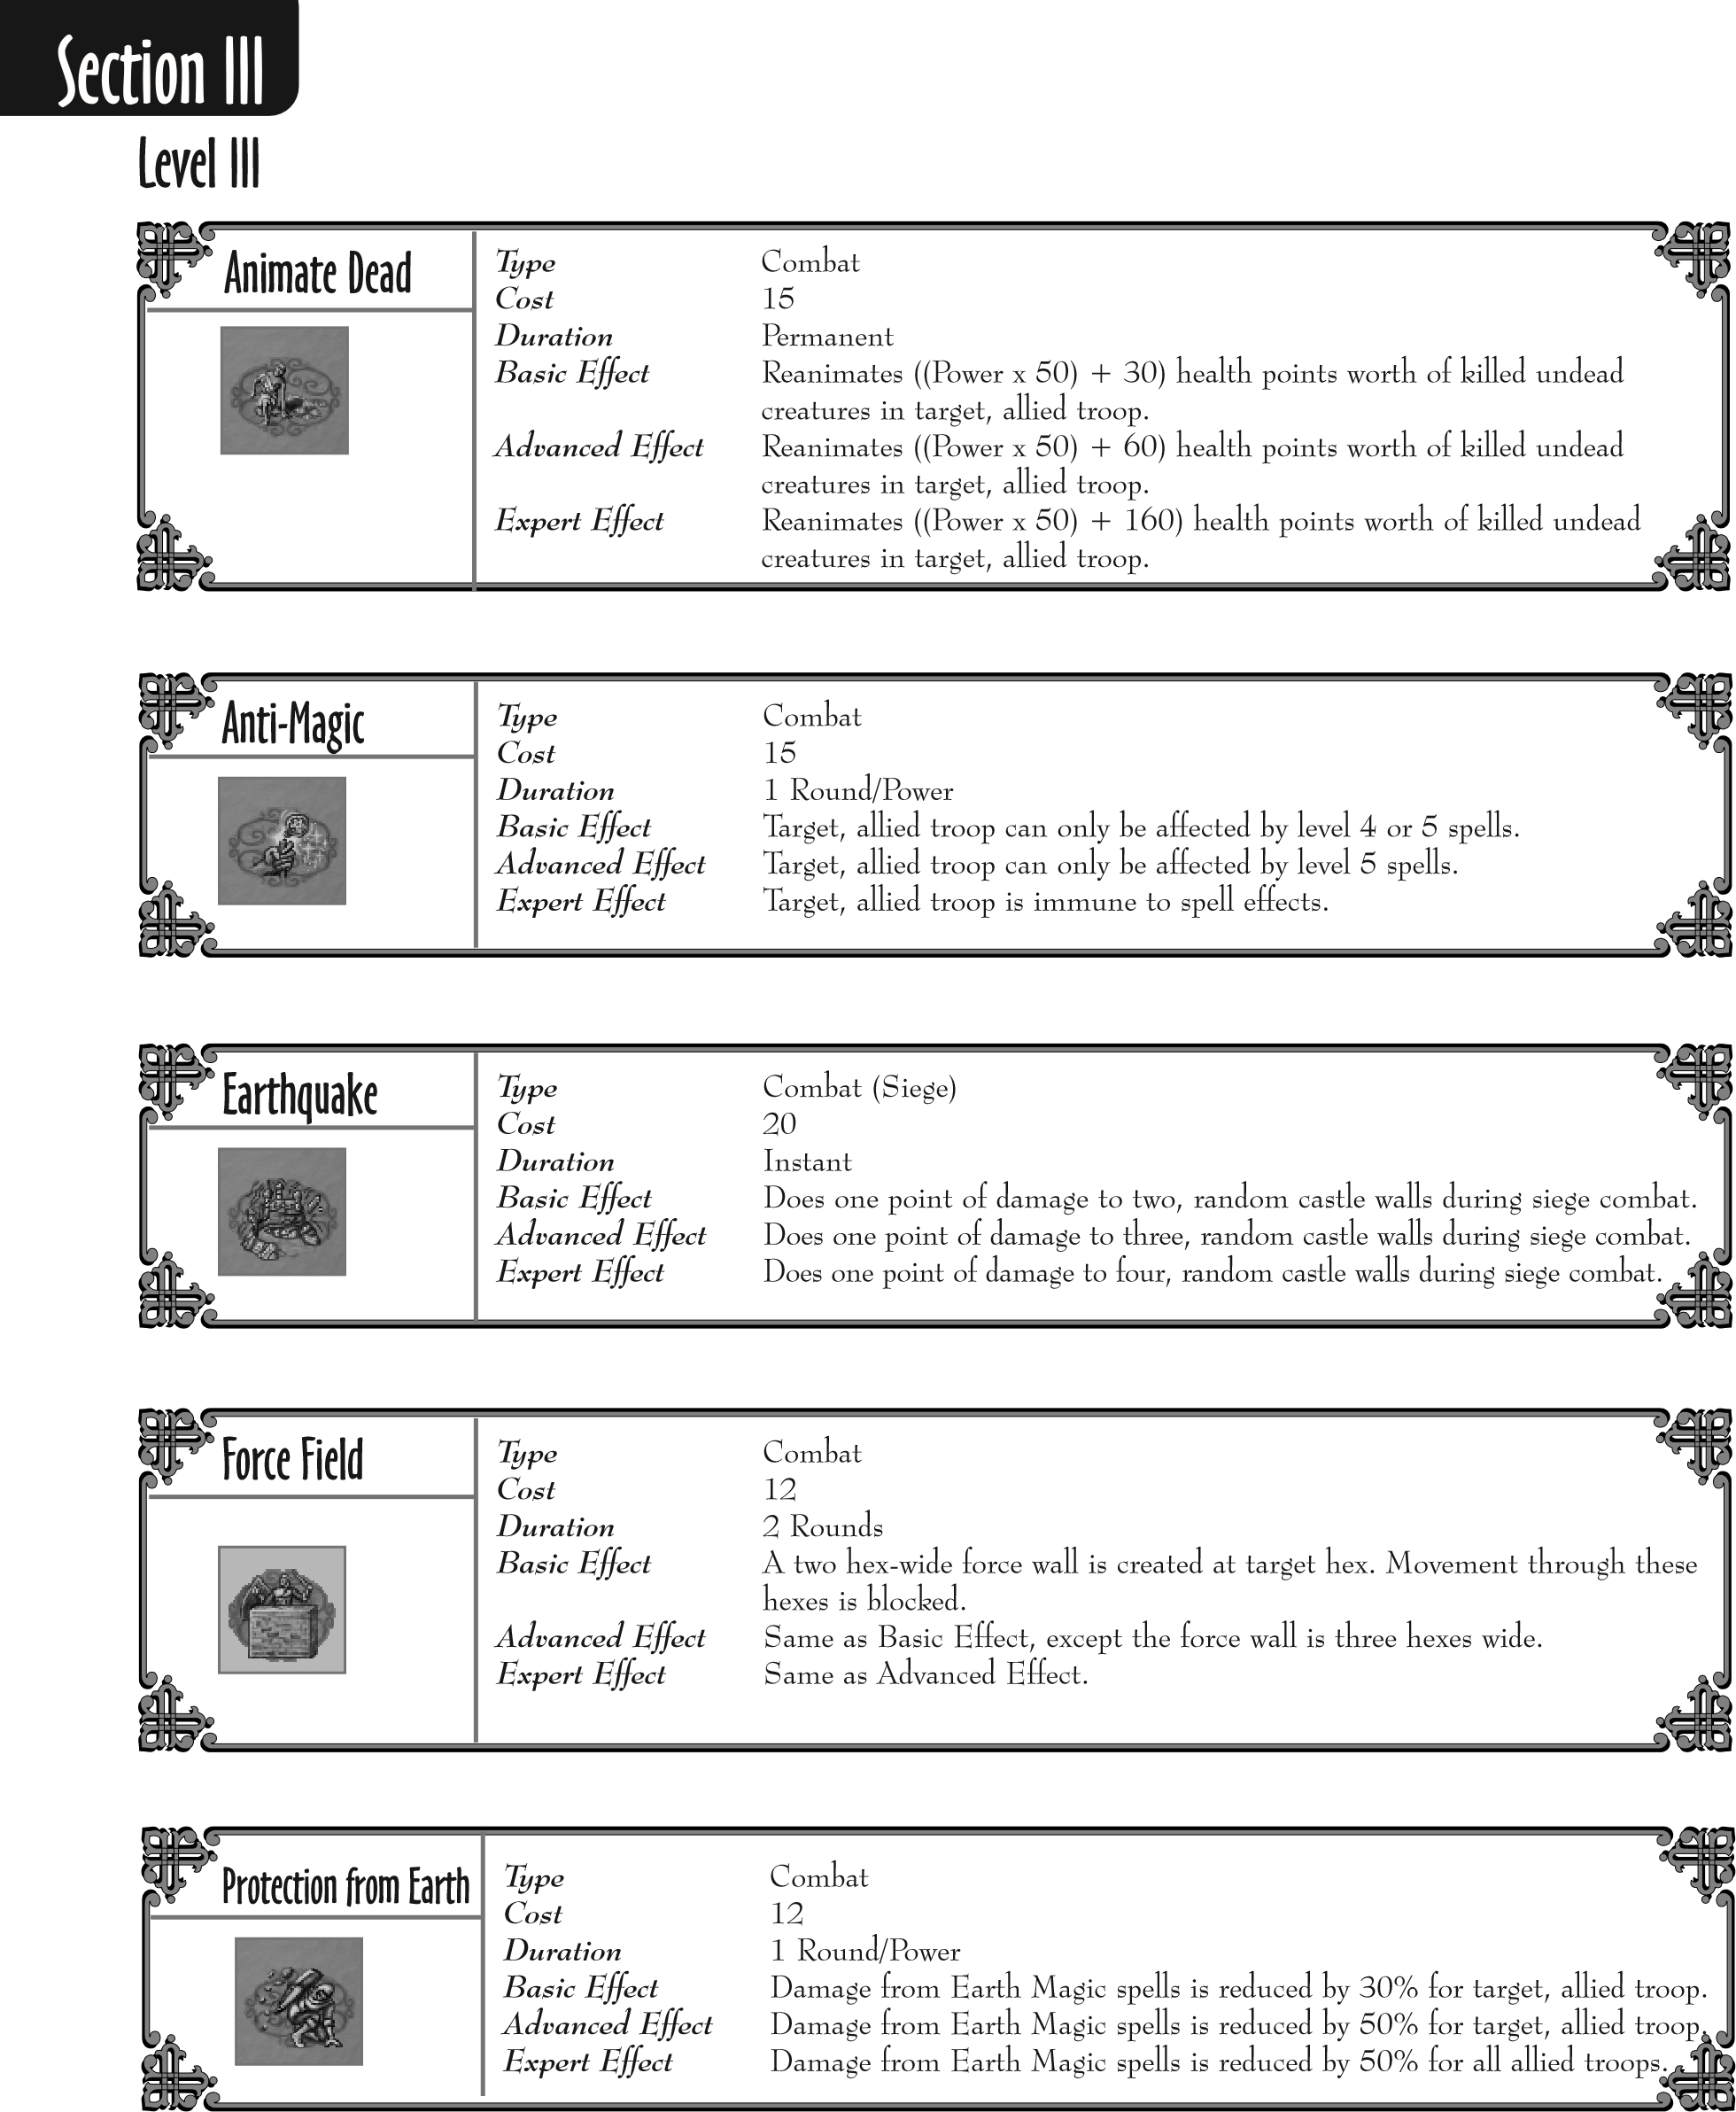 Section III
Level III
Animate Dead
Type Combat
Cost 15
Duration Permanent
Basic Effect Reanimates ((Power x 50) + 30) health points worth of killed undead
creatures in target, allied troop.
Advanced Effect Reanimates ((Power x 50) + 60) health points worth of killed undead
creatures in target, allied troop.
Expert Effect Reanimates ((Power x 50) + 160) health points worth of killed undead
creatures in target, allied troop.
Anti-Magic
Type Combat
Cost 15
Duration 1 Round/Power
Basic Effect Target, allied troop can only be affected by level 4 or 5 spells.
Advanced Effect Target, allied troop can only be affected by level 5 spells.
Expert Effect Target, allied troop is immune to spell effects.
Earthquake
Type Combat (Siege)
Cost 20
Duration Instant
Basic Effect Does one point of damage to two, random castle walls during siege combat.
Advanced Effect Does one point of damage to three, random castle walls during siege combat.
Expert Effect Does one point of damage to four, random castle walls during siege combat.
Force Field
Type Combat
Cost 12
Duration 2 Rounds
Basic Effect A two hex-wide force wall is created at target hex. Movement through these
hexes is blocked.
Advanced Effect Same as Basic Effect, except the force wall is three hexes wide.
Expert Effect Same as Advanced Effect.
Protection from Earth
Type Combat
Cost 12
Duration 1 Round/Power
Basic Effect Damage from Earth Magic spells is reduced by 30% for target, allied troop.
Advanced Effect Damage from Earth Magic spells is reduced by 50% for target, allied troop.
Expert Effect Damage from Earth Magic spells is reduced by 50% for all allied troops.